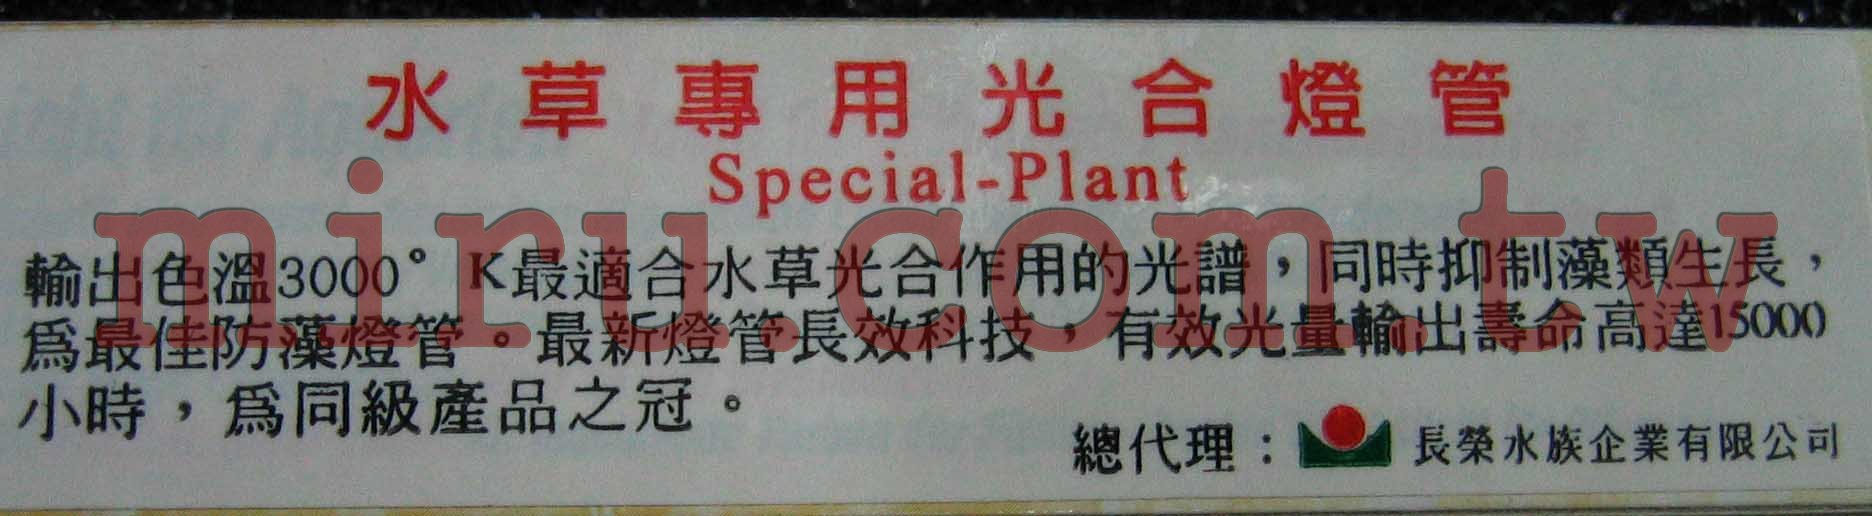 水草專用光合燈管
Special-Plant
miru.com.tw
輸出色溫3000°K最適合水草光合作用的光譜，同時抑制藻類生長，
為最佳防藻燈管。最新燈管長效科技，有效光量輸出壽命高達15000
小時，為同級產品之冠。
總代理：長榮水族企業有限公司